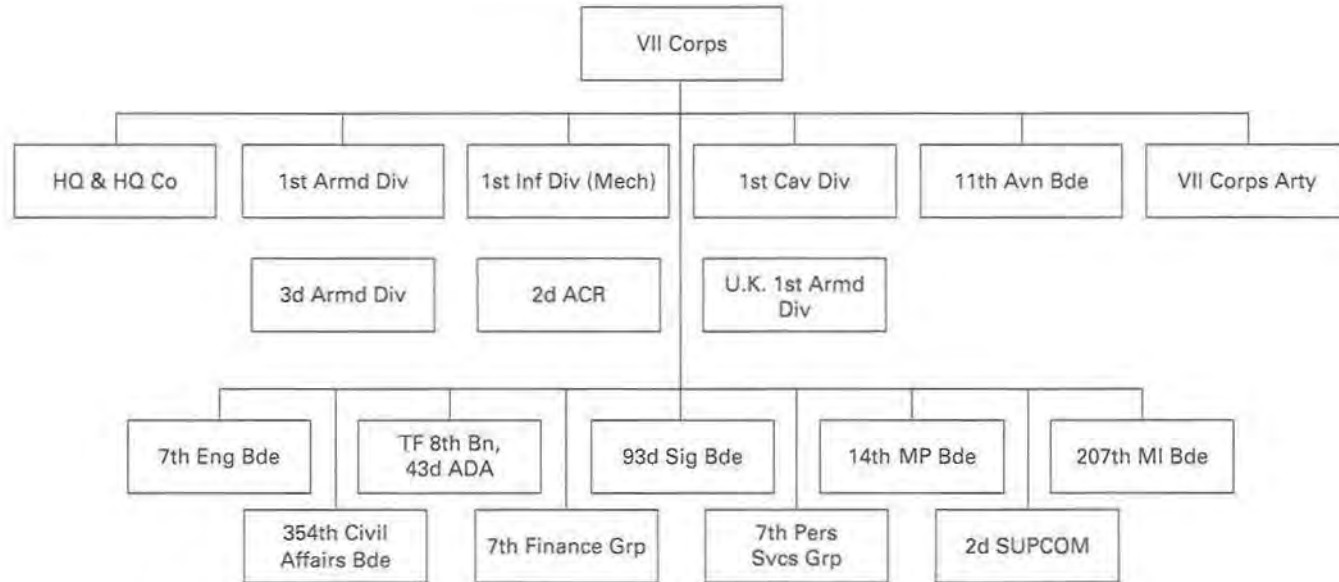 VII Corps
HQ & HQ Co
1st Armd Div
1st Inf Div (Mech)
1st Cav Div
11th Avn Bde
VII Corps Arty
3d Armd Div
2d ACR
U.K. 1st Armd
Div
7th Eng Bde
TF 8th Bn,
43d ADA
93d Sig Bde
14th MP Bde
207th MI Bde
354th Civil
Affairs Bde
7th Finance Grp
7th Pers
Svcs Grp
2d SUPCOM